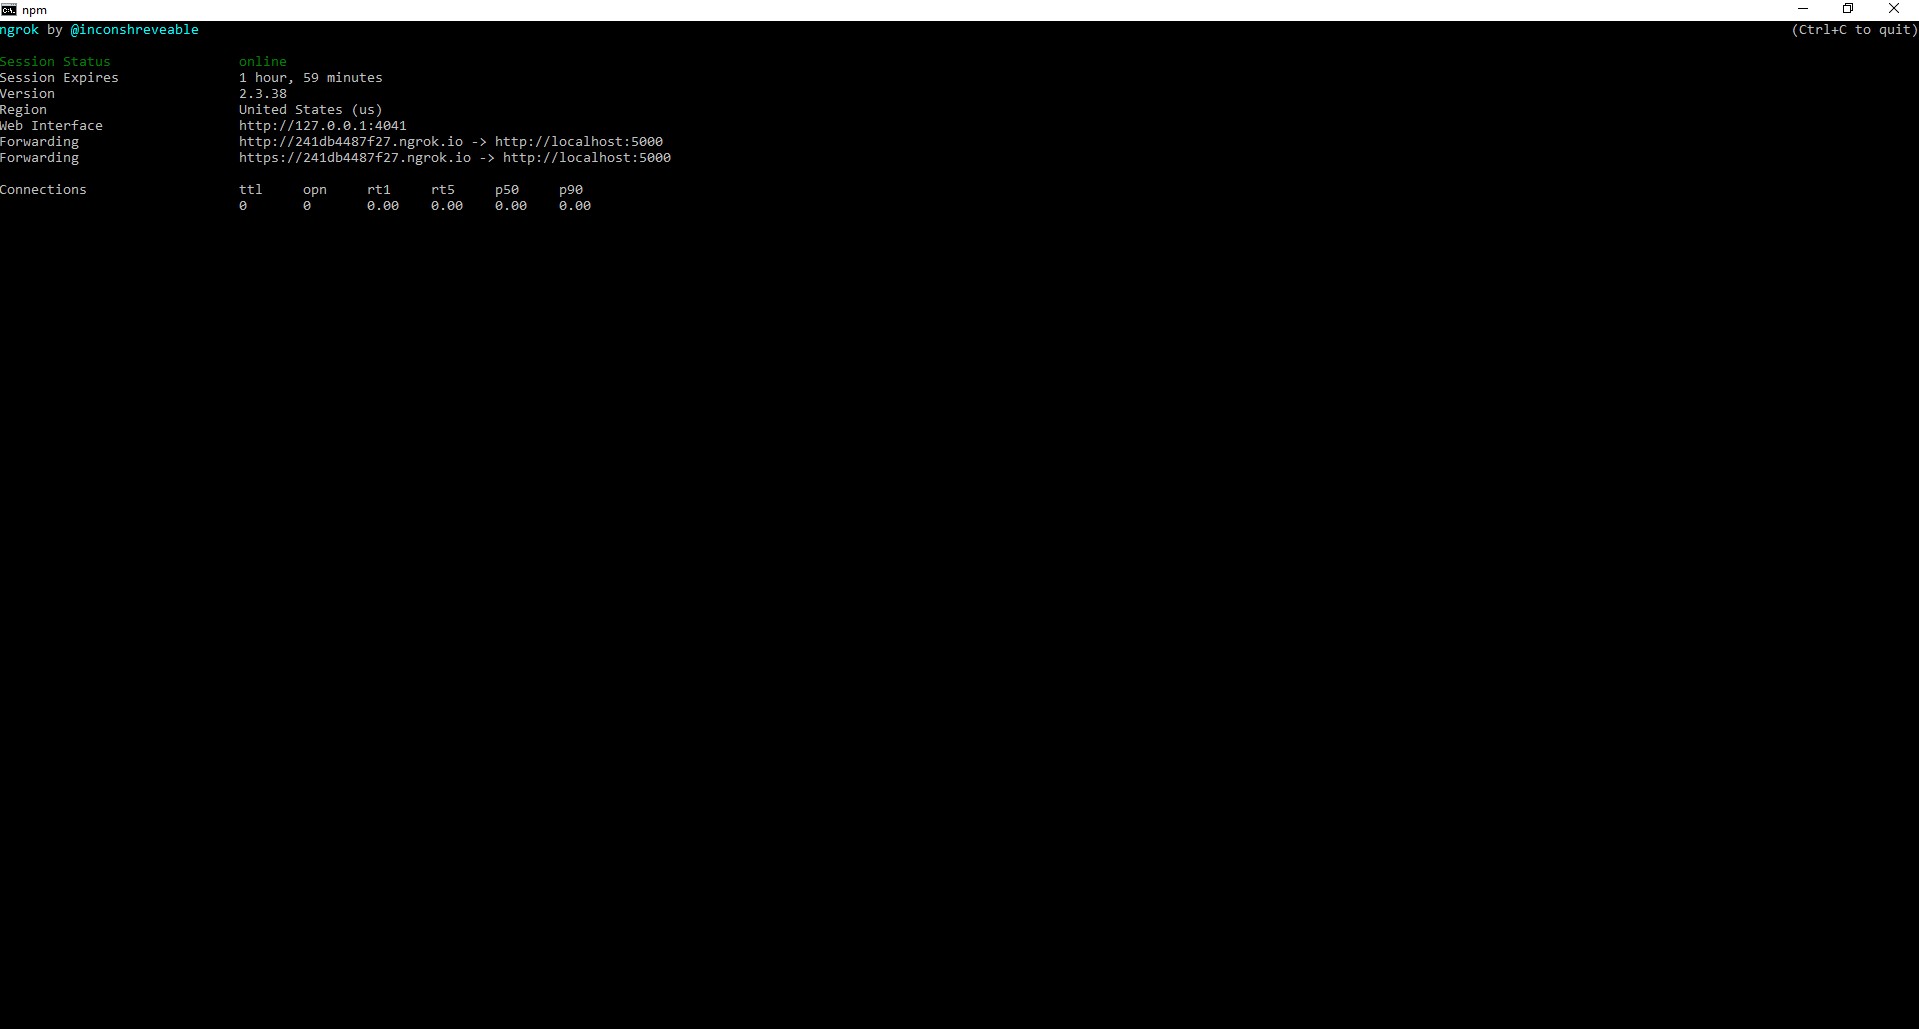 npm
ngrok by @inconshreveable (Ctrl+C to quit)
Session Status online
Session Expires 1 hour, 59 minutes
Version 2.3.38
Region United States (us)
Web Interface http://127.0.0.1:4041
Forwarding http://241db4487f27.ngrok.io -> http://localhost:5000
Forwarding https://241db4487f27.ngrok.io -> http://localhost:5000
Connections ttl opn rt1 rt5 p50 p90
0 0 0.00 0.00 0.00 0.00